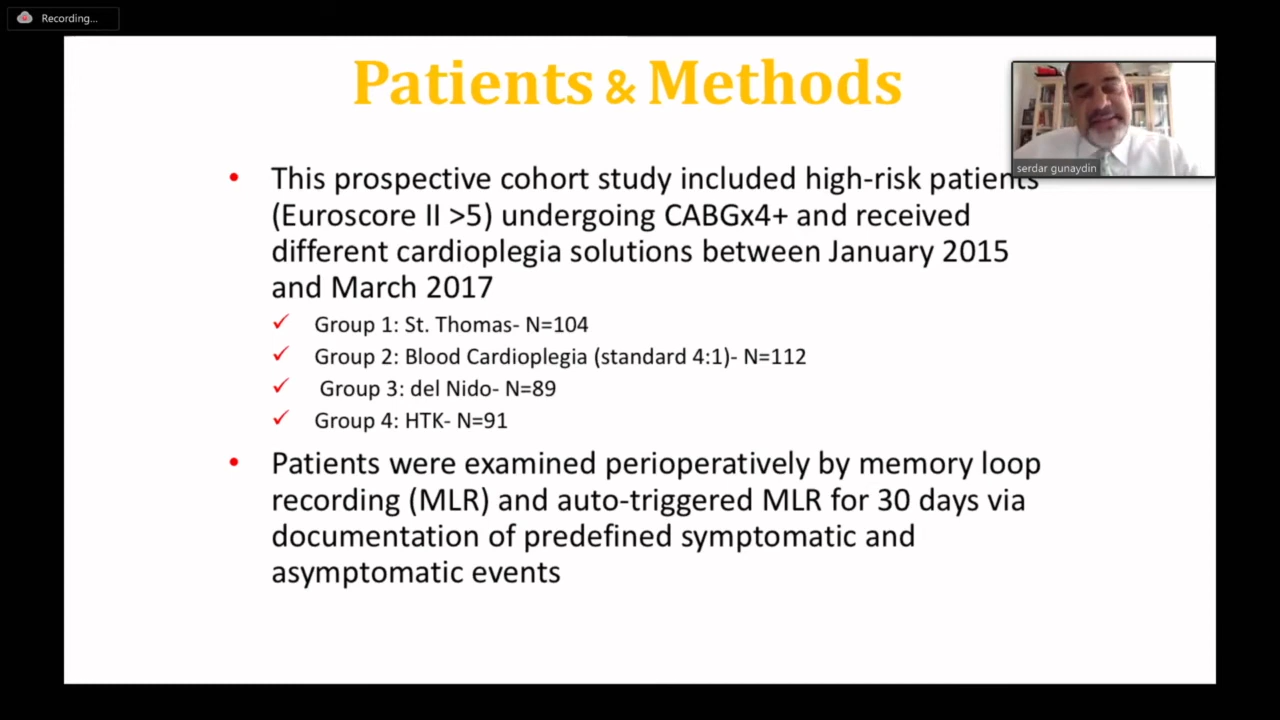 Recording...
Patients & Methods
serdar gunaydin
• This prospective cohort study included high-risk patients
(Euroscore II >5) undergoing CABGx4+ and received
different cardioplegia solutions between January 2015
and March 2017
✓ Group 1: St. Thomas- N=104
✓ Group 2: Blood Cardioplegia (standard 4:1)- N=112
✓ Group 3: del Nido- N=89
✓ Group 4: HTK- N=91
• Patients were examined perioperatively by memory loop
recording (MLR) and auto-triggered MLR for 30 days via
documentation of predefined symptomatic and
asymptomatic events